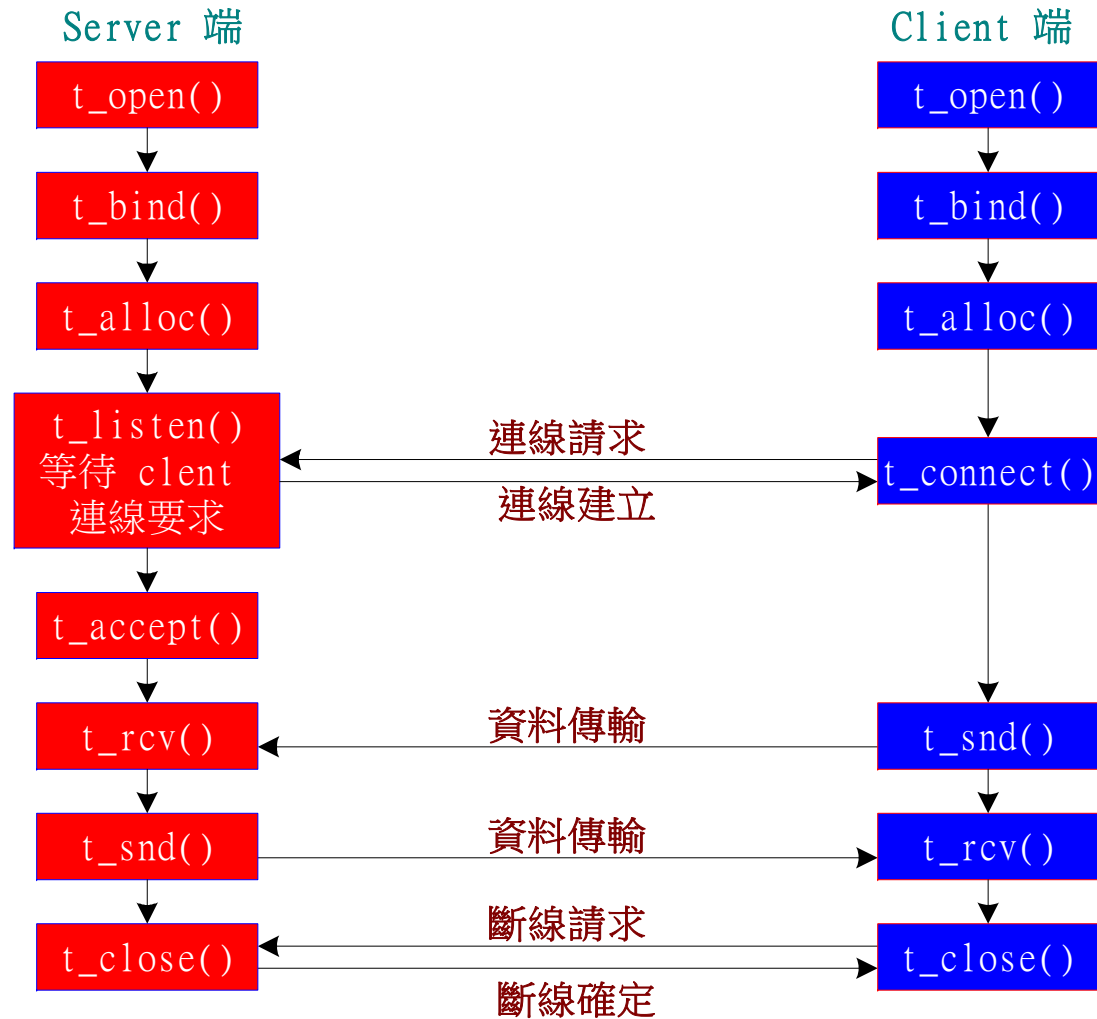 Server 端
Client 端
t_open()
t_open()
t_bind()
t_bind()
t_alloc()
t_alloc()
t_listen()
等待 clent
連線要求
連線請求
t_connect()
連線建立
t_accept()
t_rcv()
資料傳輸
t_snd()
t_snd()
資料傳輸
t_rcv()
t_close()
斷線請求
t_close()
斷線確定